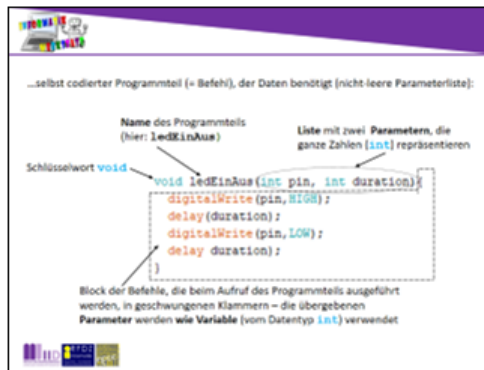 ...selbst codierter Programmteil (= Befehl), der Daten benötigt (nicht-leere Parameterliste):
Name des Programmteils
(hier: ledEinAus)
Liste mit zwei Parametern, die
ganze Zahlen [int] repräsentieren
Schlüsselwort void
void ledEinAus(int pin, int duration){
digitalWrite(pin,HIGH);
delay(duration);
digitalWrite(pin,LOW);
delay duration);
}
Block der Befehle, die beim Aufruf des Programmteils ausgeführt
werden, in geschwungenen Klammern – die übergebenen
Parameter werden wie Variable (vom Datentyp int) verwendet